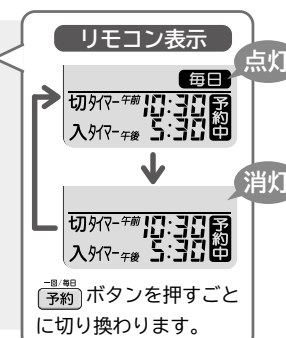 リモコン表示
毎日
点灯
切タイマー午前 10:30 予約中
入タイマー午後 5:30
消灯
切タイマー午前 10:30 予約中
入タイマー午後 5:30
一回/毎日
予約 ボタンを押すごと
に切り換わります。